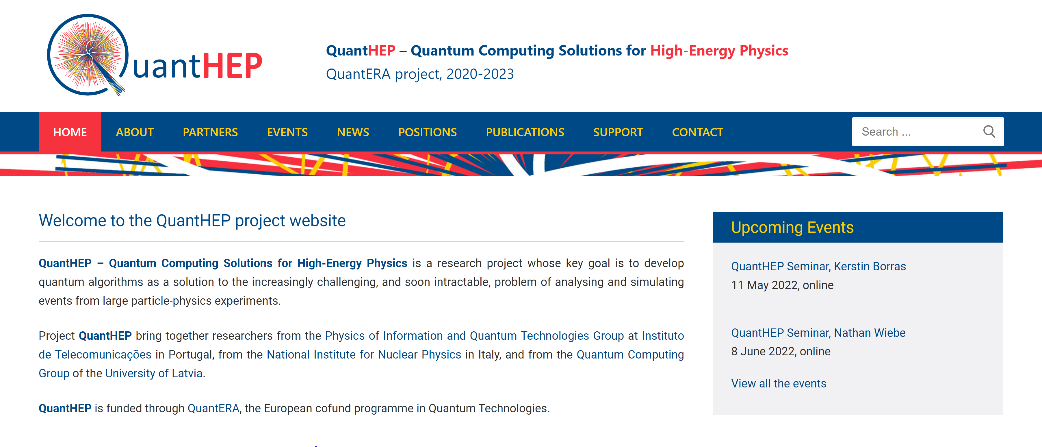 QuantHEP
QuantHEP – Quantum Computing Solutions for High-Energy Physics
QuantERA project, 2020-2023
HOME ABOUT PARTNERS EVENTS NEWS POSITIONS PUBLICATIONS SUPPORT CONTACT Search ...
Welcome to the QuantHEP project website
QuantHEP – Quantum Computing Solutions for High-Energy Physics is a research project whose key goal is to develop
quantum algorithms as a solution to the increasingly challenging, and soon intractable, problem of analysing and simulating
events from large particle-physics experiments.
Project QuantHEP bring together researchers from the Physics of Information and Quantum Technologies Group at Instituto
de Telecomunicações in Portugal, from the National Institute for Nuclear Physics in Italy, and from the Quantum Computing
Group of the University of Latvia.
QuantHEP is funded through QuantERA, the European cofund programme in Quantum Technologies.
Upcoming Events
QuantHEP Seminar, Kerstin Borras
11 May 2022, online
QuantHEP Seminar, Nathan Wiebe
8 June 2022, online
View all the events